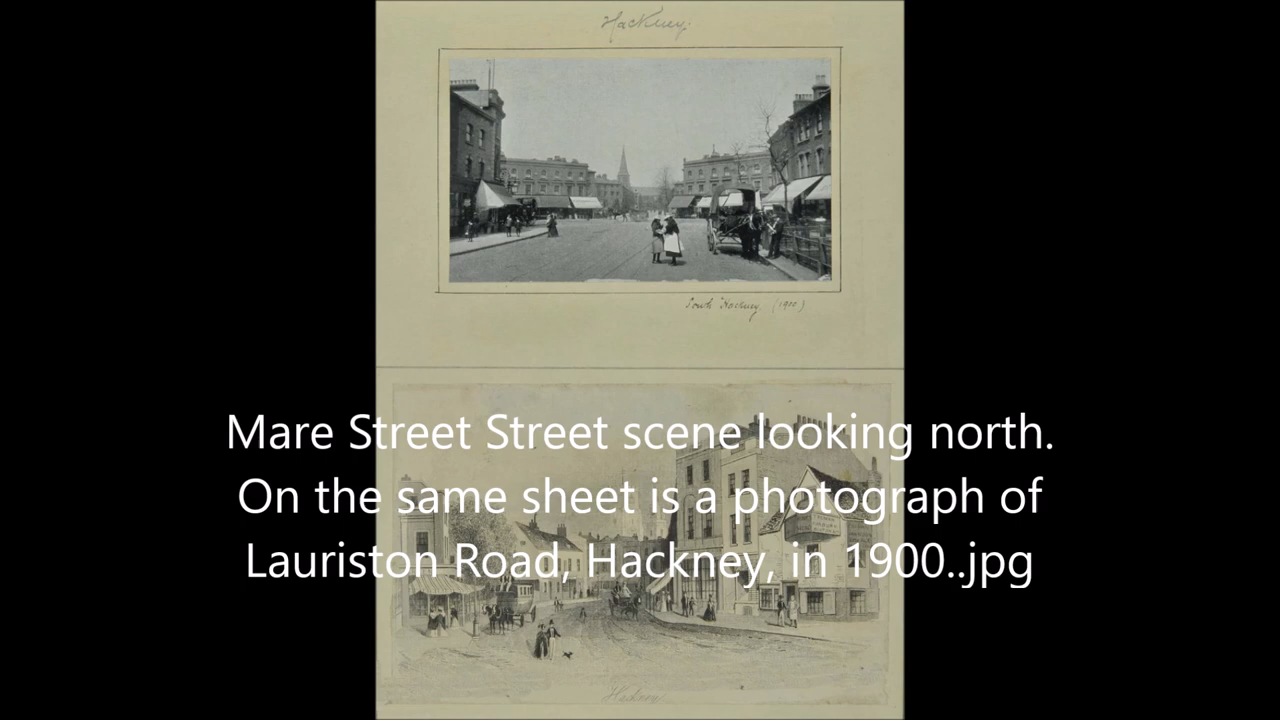 Hackney.
South Hackney. (1900)
Mare Street Street scene looking north.
On the same sheet is a photograph of
Lauriston Road, Hackney, in 1900..jpg
Hackney